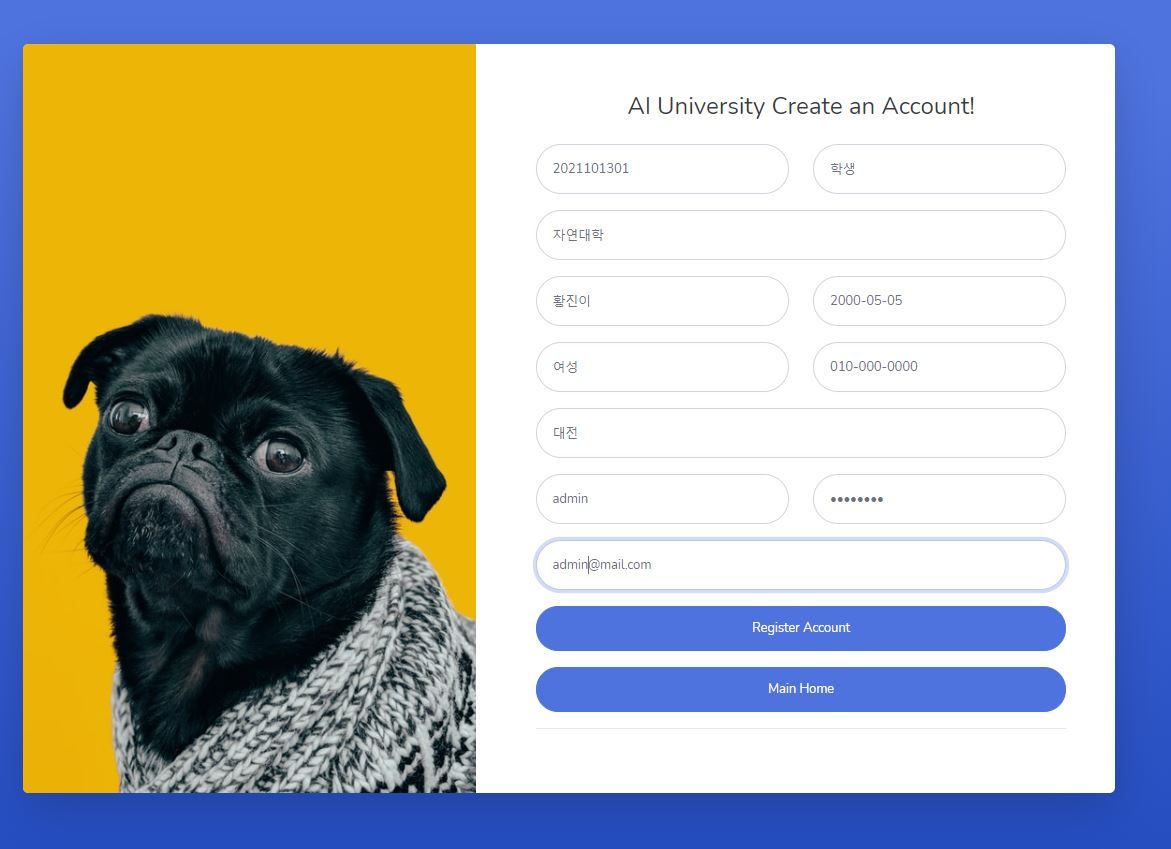 AI University Create an Account!
2021101301 학생
자연대학
황진이 2000-05-05
여성 010-000-0000
대전
admin ••••••••
admin@mail.com
Register Account
Main Home